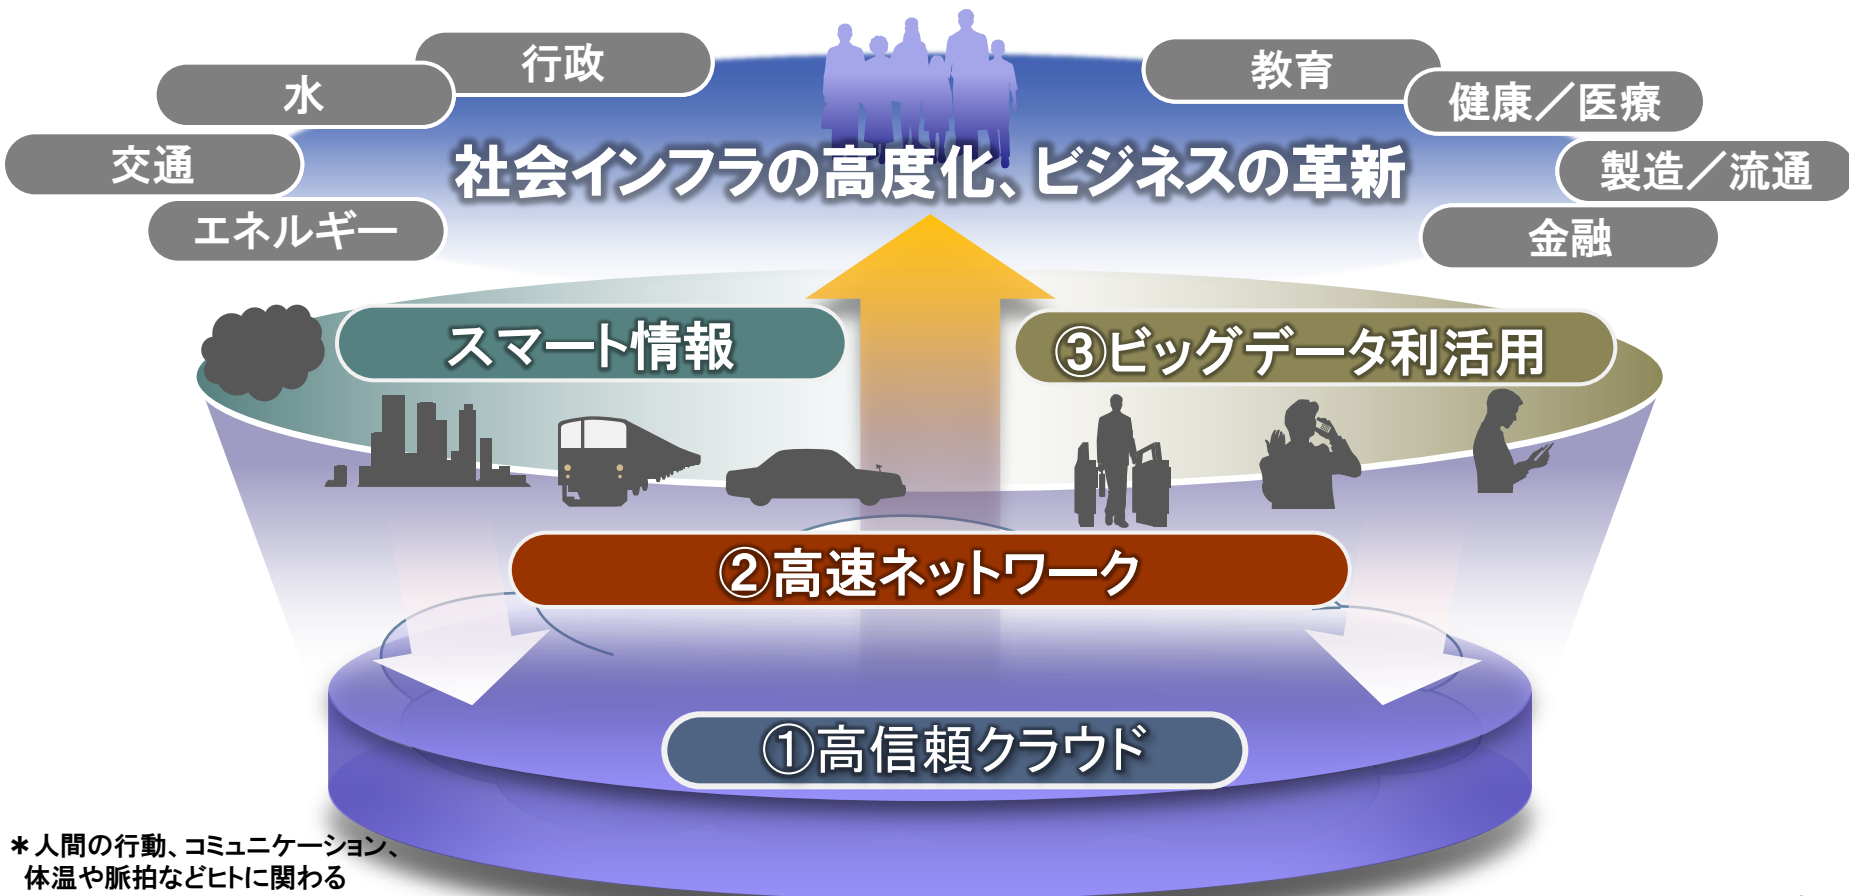 行政
教育
水
健康／医療
交通
社会インフラの高度化、ビジネスの革新
製造／流通
エネルギー
金融
スマート情報
③ビッグデータ利活用
②高速ネットワーク
①高信頼クラウド
＊人間の行動、コミュニケーション、
体温や脈拍などヒトに関わる